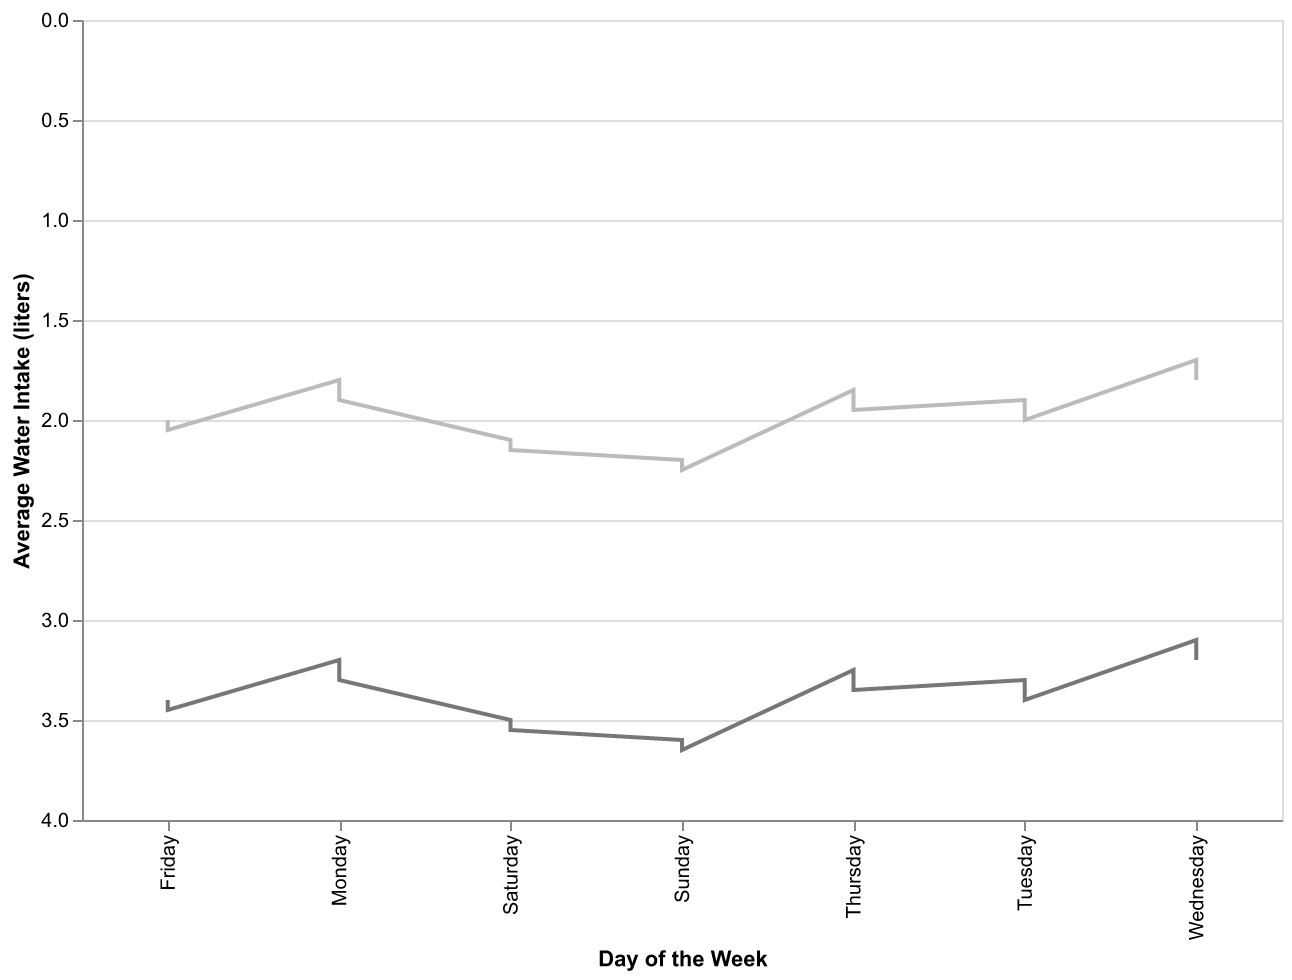 0.0
0.5
1.0
1.5
2.0
2.5
3.0
3.5
4.0
Average Water Intake (liters)
Friday
Monday
Saturday
Sunday
Thursday
Tuesday
Wednesday
Day of the Week